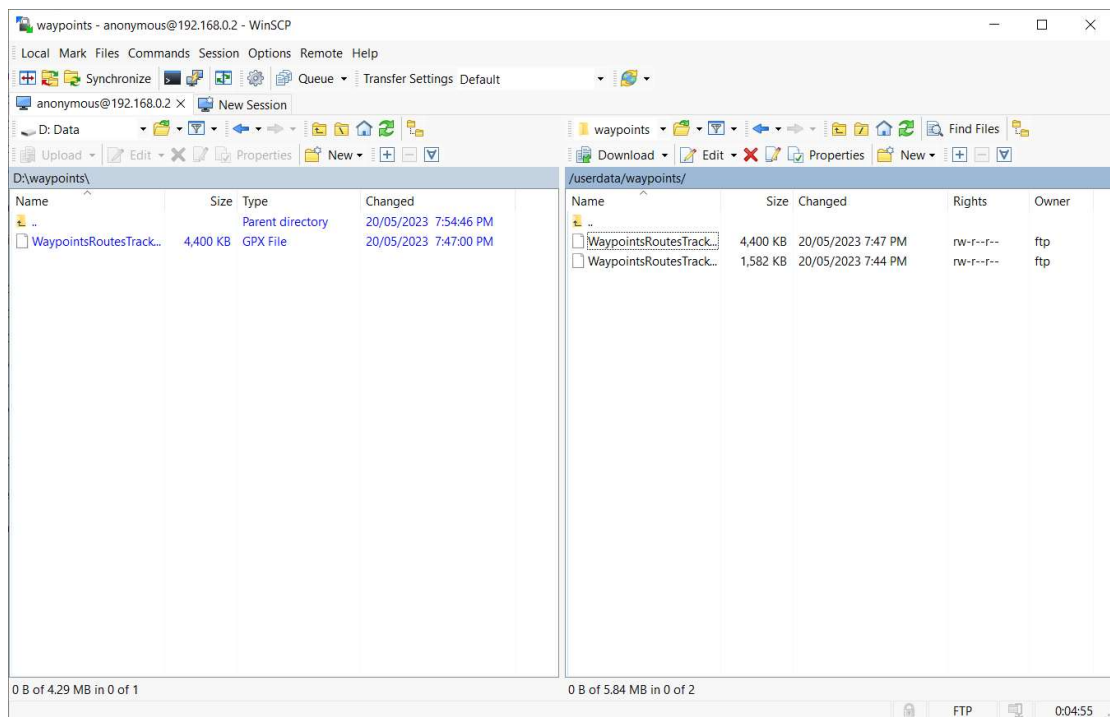 waypoints - anonymous@192.168.0.2 - WinSCP
Local Mark Files Commands Session Options Remote Help
Synchronize Queue Transfer Settings Default
anonymous@192.168.0.2 × New Session
D: Data
waypoints Find Files
Upload Edit Properties New
Download Edit Properties New
D:\waypoints\
/userdata/waypoints/
Name Size Type Changed
.. Parent directory 20/05/2023 7:54:46 PM
WaypointsRoutesTrack... 4,400 KB GPX File 20/05/2023 7:47:00 PM
Name Size Changed Rights Owner
..
WaypointsRoutesTrack... 4,400 KB 20/05/2023 7:47 PM rw-r--r-- ftp
WaypointsRoutesTrack... 1,582 KB 20/05/2023 7:44 PM rw-r--r-- ftp
0 B of 4.29 MB in 0 of 1
0 B of 5.84 MB in 0 of 2
FTP 0:04:55